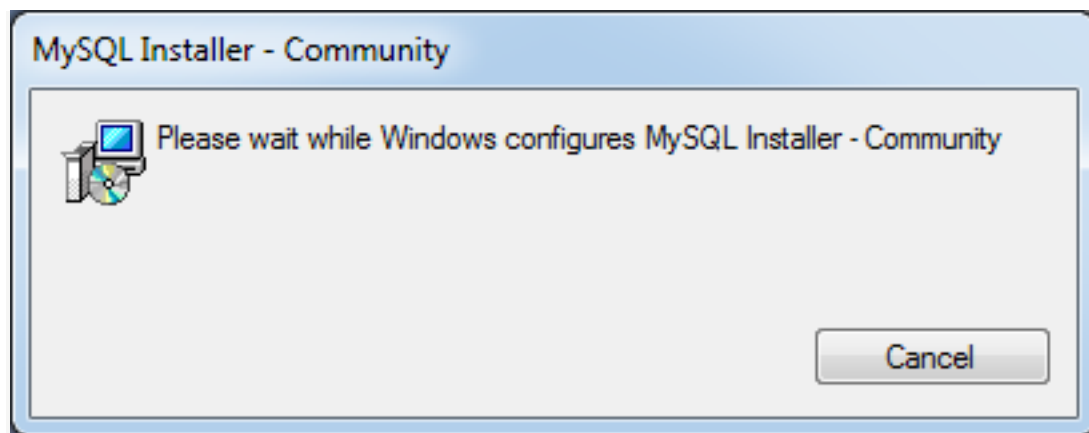 MySQL Installer - Community
Please wait while Windows configures MySQL Installer - Community
Cancel